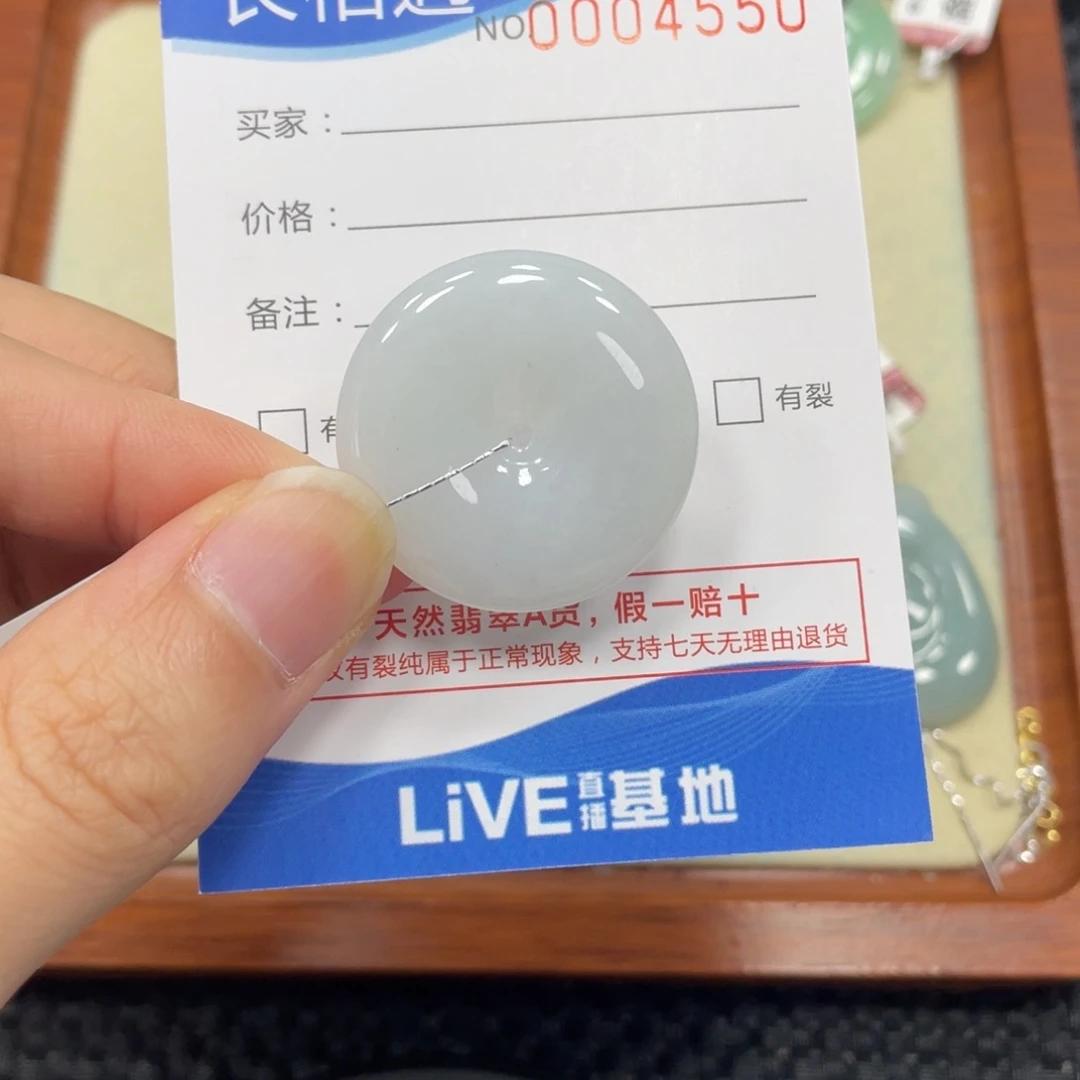 NO 0004550
买家：
价格：
备注：
有裂
天然翡翠A货，假一赔十
有裂纯属于正常现象，支持七天无理由退货
LiVE直播基地